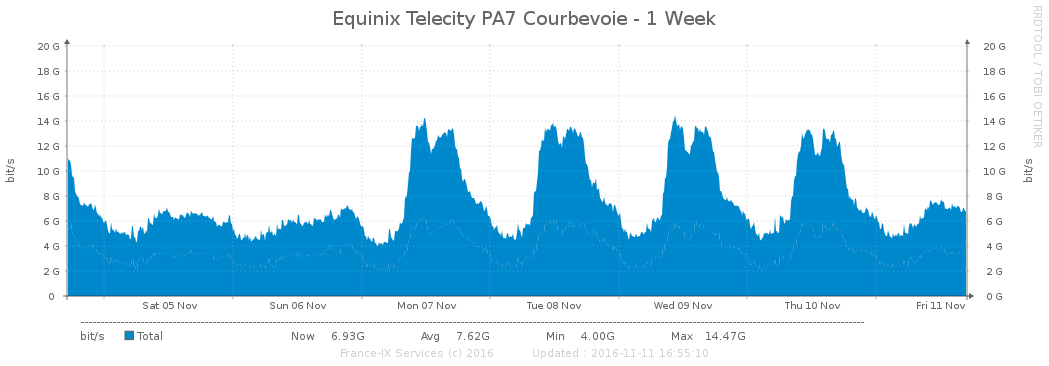 Equinix Telecity PA7 Courbevoie - 1 Week
RRDTOOL / TOBI OETIKER
bit/s
20 G 20 G
18 G 18 G
16 G 16 G
14 G 14 G
12 G 12 G
10 G 10 G
8 G 8 G
6 G 6 G
4 G 4 G
2 G 2 G
0 0 G
bit/s
Sat 05 Nov Sun 06 Nov Mon 07 Nov Tue 08 Nov Wed 09 Nov Thu 10 Nov Fri 11 Nov
bit/s Total Now 6.93G Avg 7.62G Min 4.00G Max 14.47G
France-IX Services (c) 2016 Updated : 2016-11-11 16:55:10